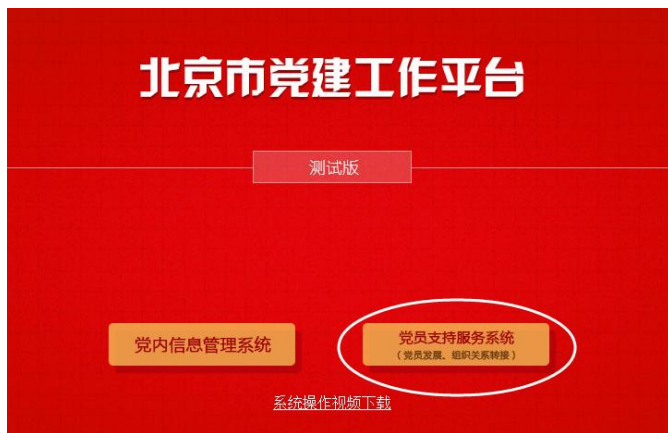 北京市党建工作平台
测试版
党内信息管理系统
党员支持服务系统
（党员发展、组织关系转接）
系统操作视频下载